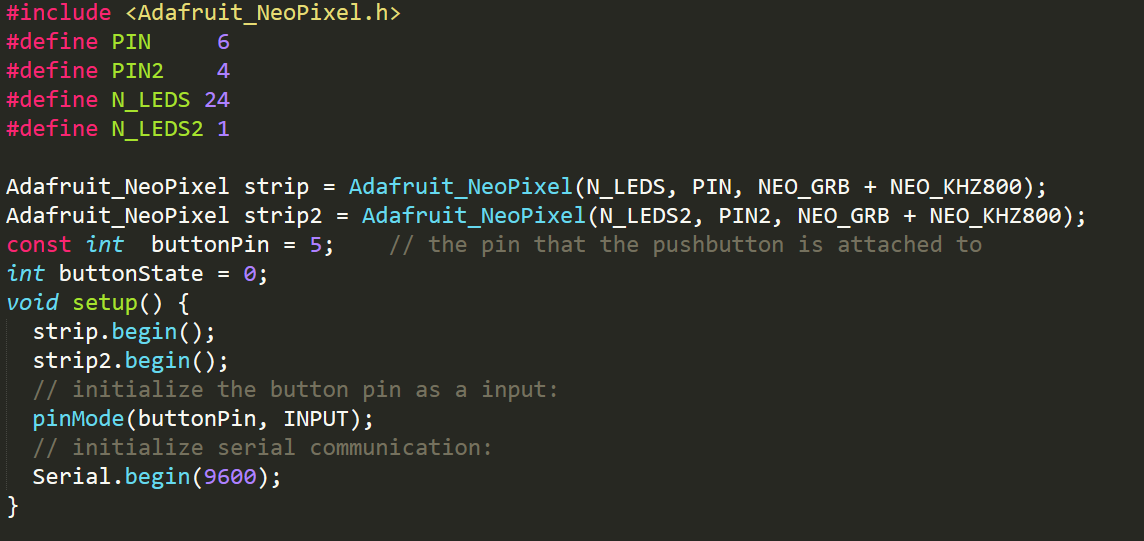 #include <Adafruit_NeoPixel.h>
#define PIN     6
#define PIN2    4
#define N_LEDS 24
#define N_LEDS2 1

Adafruit_NeoPixel strip = Adafruit_NeoPixel(N_LEDS, PIN, NEO_GRB + NEO_KHZ800);
Adafruit_NeoPixel strip2 = Adafruit_NeoPixel(N_LEDS2, PIN2, NEO_GRB + NEO_KHZ800);
const int  buttonPin = 5;    // the pin that the pushbutton is attached to
int buttonState = 0;
void setup() {
  strip.begin();
  strip2.begin();
  // initialize the button pin as a input:
  pinMode(buttonPin, INPUT);
  // initialize serial communication:
  Serial.begin(9600);
}